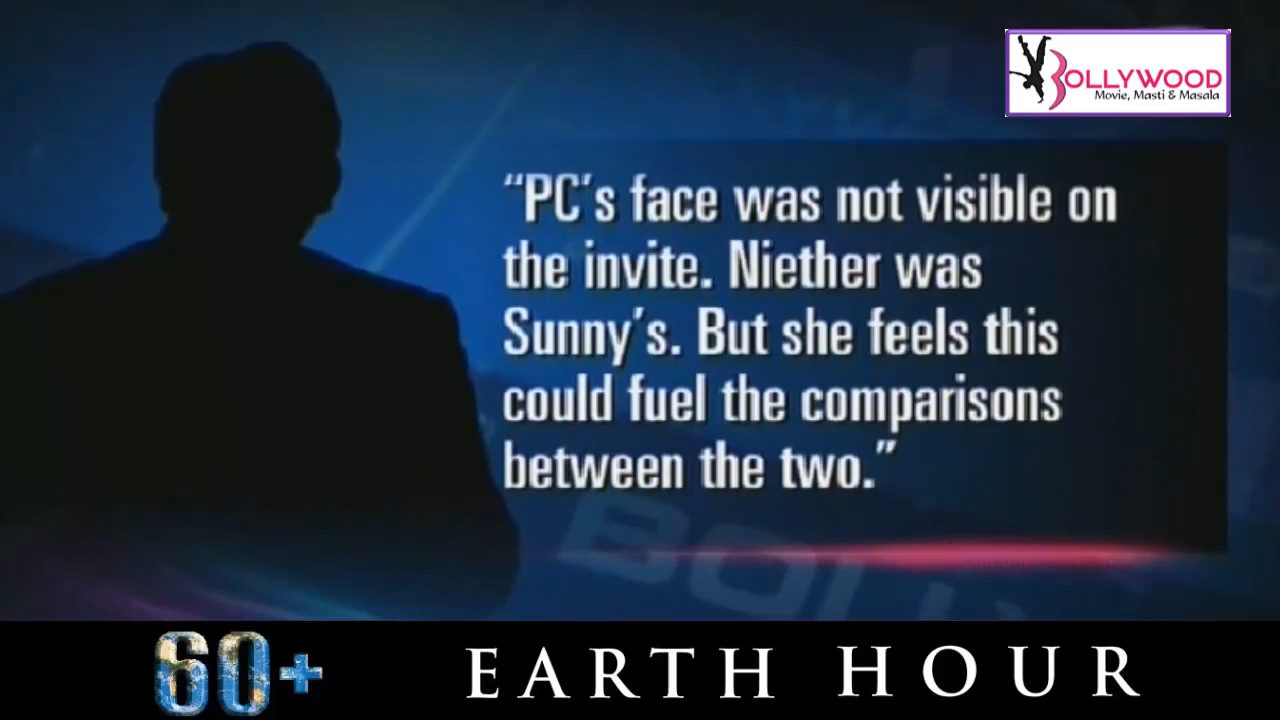 BOLLYWOOD
Movie, Masti & Masala
“PC’s face was not visible on
the invite. Niether was
Sunny’s. But she feels this
could fuel the comparisons
between the two.”
BOLLY
60+ EARTH HOUR